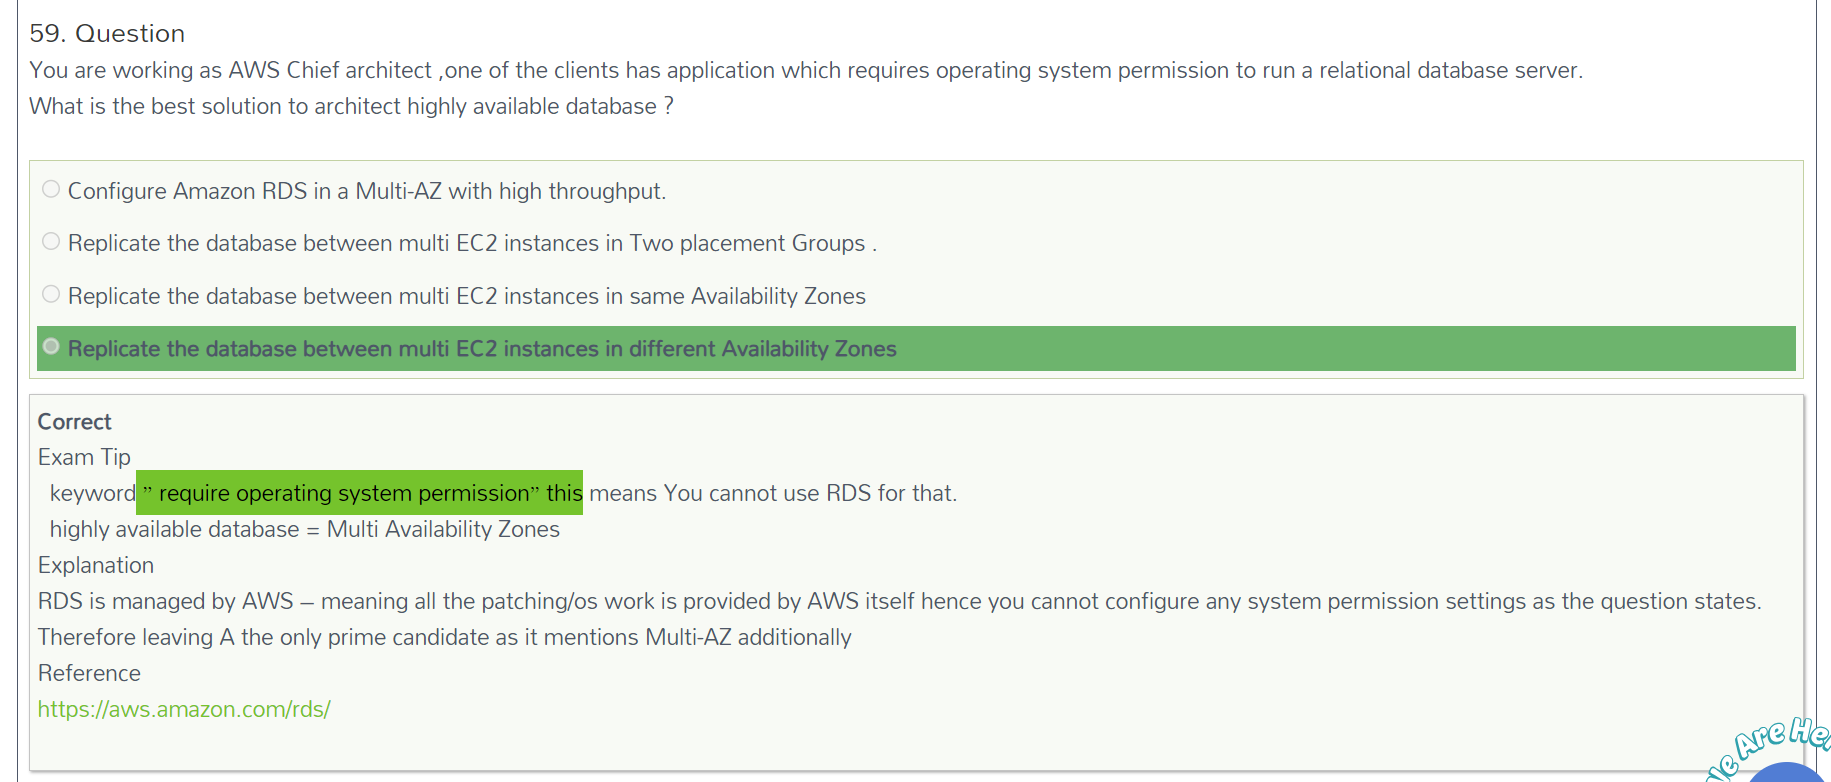 59. Question
You are working as AWS Chief architect ,one of the clients has application which requires operating system permission to run a relational database server.
What is the best solution to architect highly available database ?
Configure Amazon RDS in a Multi-AZ with high throughput.
Replicate the database between multi EC2 instances in Two placement Groups .
Replicate the database between multi EC2 instances in same Availability Zones
Replicate the database between multi EC2 instances in different Availability Zones
Correct
Exam Tip
keyword ” require operating system permission” this means You cannot use RDS for that.
highly available database = Multi Availability Zones
Explanation
RDS is managed by AWS – meaning all the patching/os work is provided by AWS itself hence you cannot configure any system permission settings as the question states.
Therefore leaving A the only prime candidate as it mentions Multi-AZ additionally
Reference
https://aws.amazon.com/rds/
Are